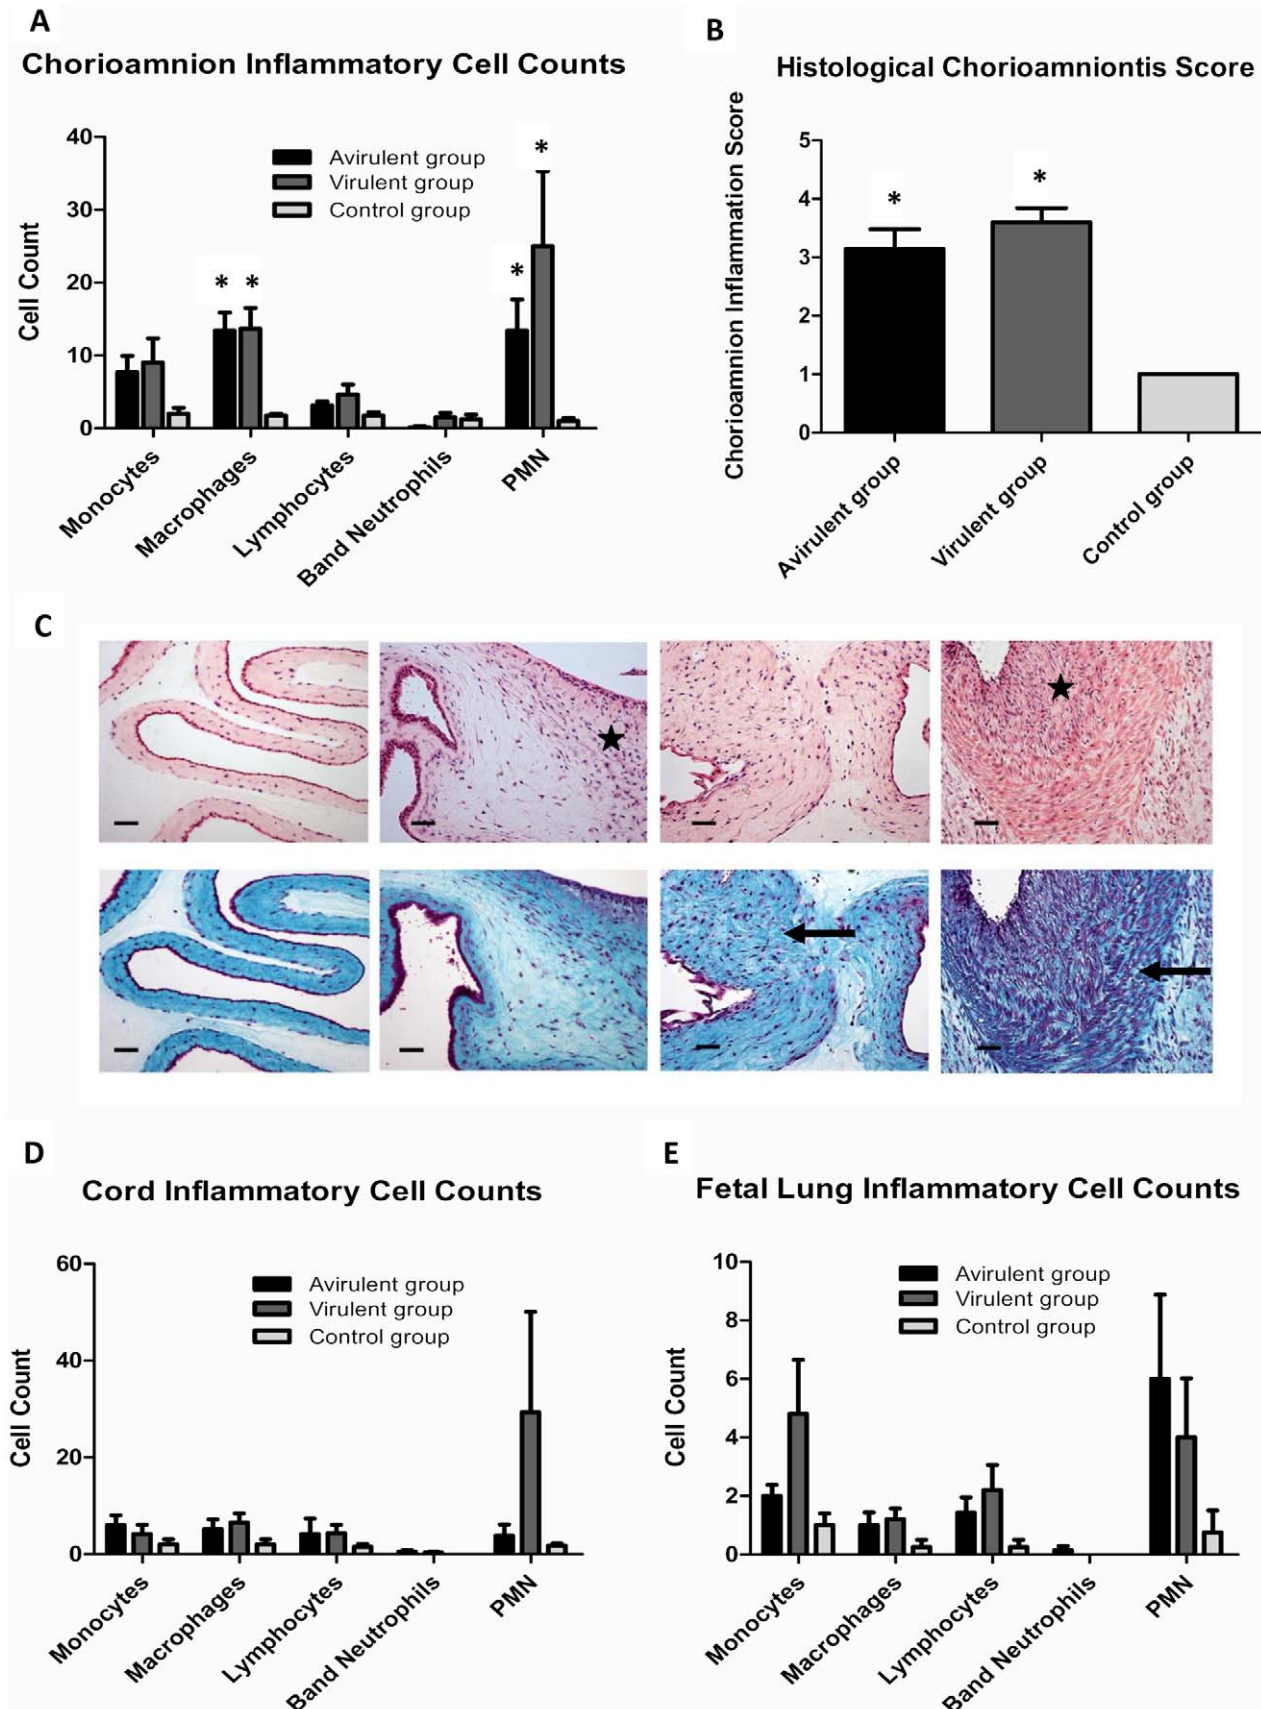 A
Chorioamnion Inflammatory Cell Counts
Cell Count
40
30
20
10
0
Avirulent group
Virulent group
Control group
* * * *
Monocytes
Macrophages
Lymphocytes
Band Neutrophils
PMN
B
Histological Chorioamniontis Score
Chorioamnion Inflammation Score
5
4
3
2
1
0
* *
Avirulent group
Virulent group
Control group
C
D
Cord Inflammatory Cell Counts
Cell Count
60
40
20
0
Avirulent group
Virulent group
Control group
Monocytes
Macrophages
Lymphocytes
Band Neutrophils
PMN
E
Fetal Lung Inflammatory Cell Counts
Cell Count
10
8
6
4
2
0
Avirulent group
Virulent group
Control group
Monocytes
Macrophages
Lymphocytes
Band Neutrophils
PMN